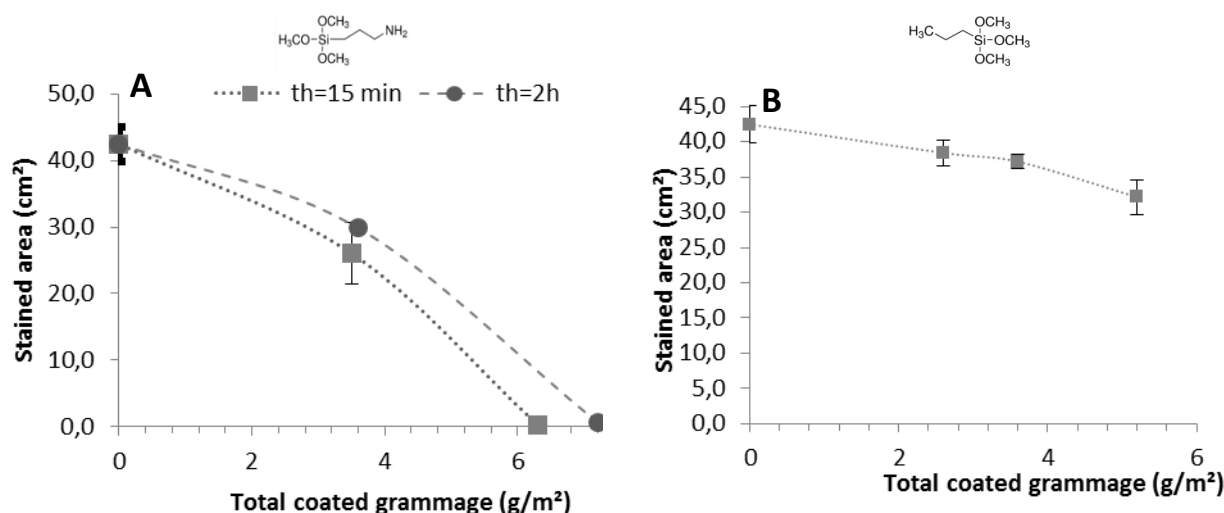 OCH₃
H₃CO-Si
NH₂
OCH₃
A
th=15 min
th=2h
50,0
40,0
30,0
20,0
10,0
0,0
Stained area (cm²)
0
2
4
6
Total coated grammage (g/m²)
H₃C
OCH₃
Si-OCH₃
OCH₃
B
45,0
40,0
35,0
30,0
25,0
20,0
15,0
10,0
5,0
0,0
Stained area (cm²)
0
2
4
6
Total coated grammage (g/m²)